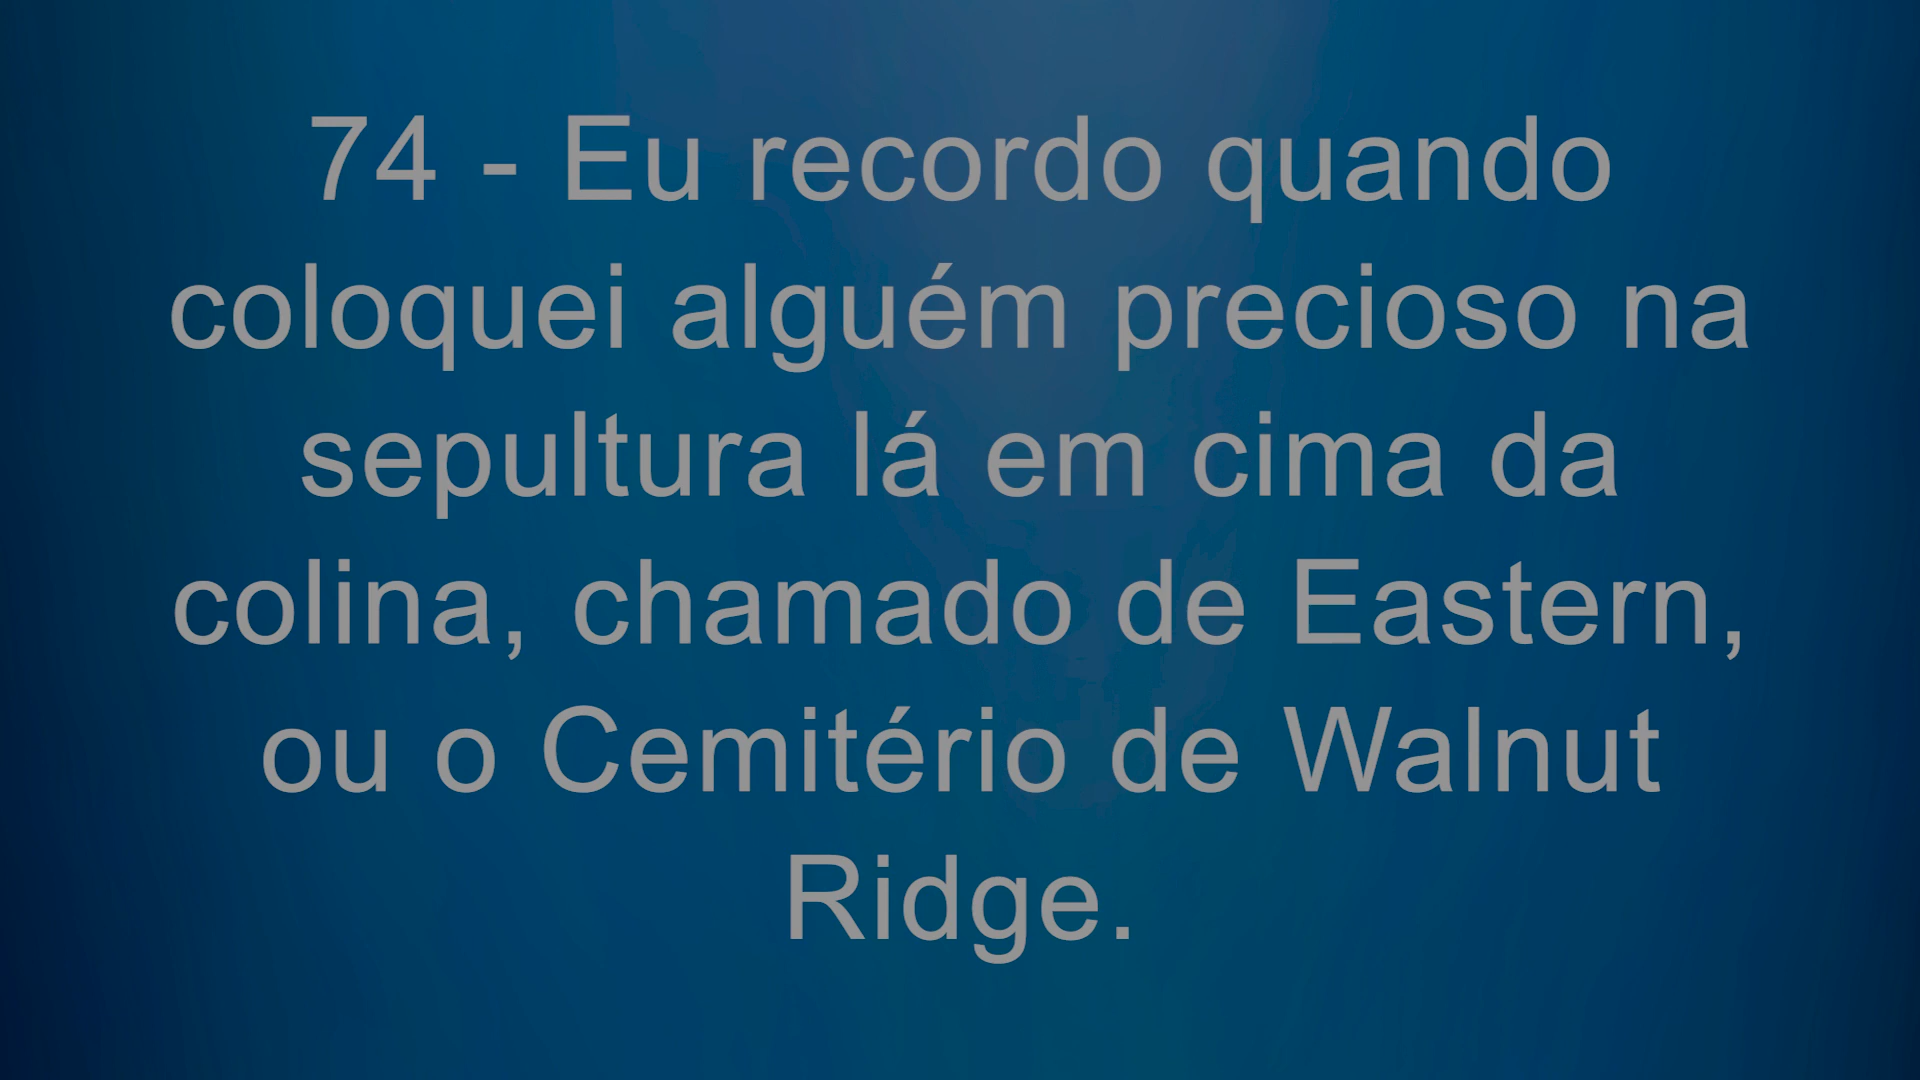 74 - Eu recordo quando
coloquei alguém precioso na
sepultura lá em cima da
colina, chamado de Eastern,
ou o Cemitério de Walnut
Ridge.